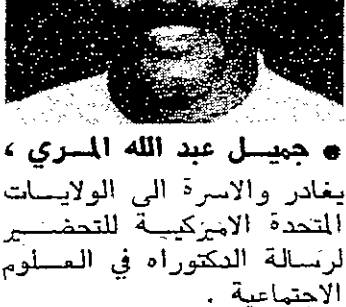 ● جميل عبد الله المري ،
يغادر والاسرة الى الولايات
المتحدة الاميركية للتحضير
لرسالة الدكتوراه في العلوم
الاجتماعية .